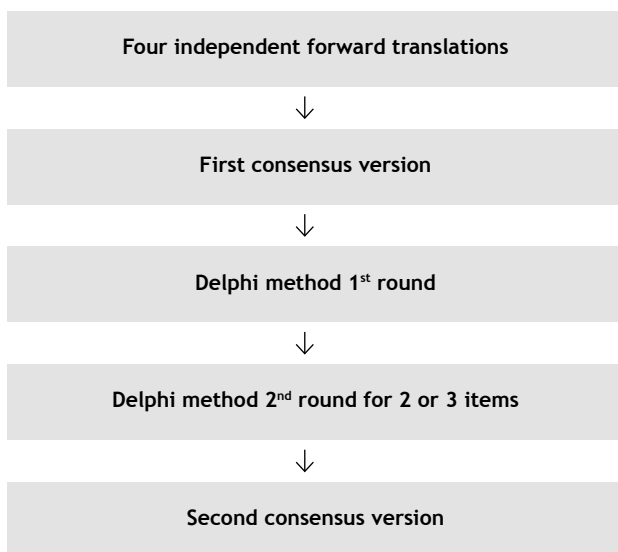 Four independent forward translations
↓
First consensus version
↓
Delphi method 1st round
↓
Delphi method 2nd round for 2 or 3 items
↓
Second consensus version